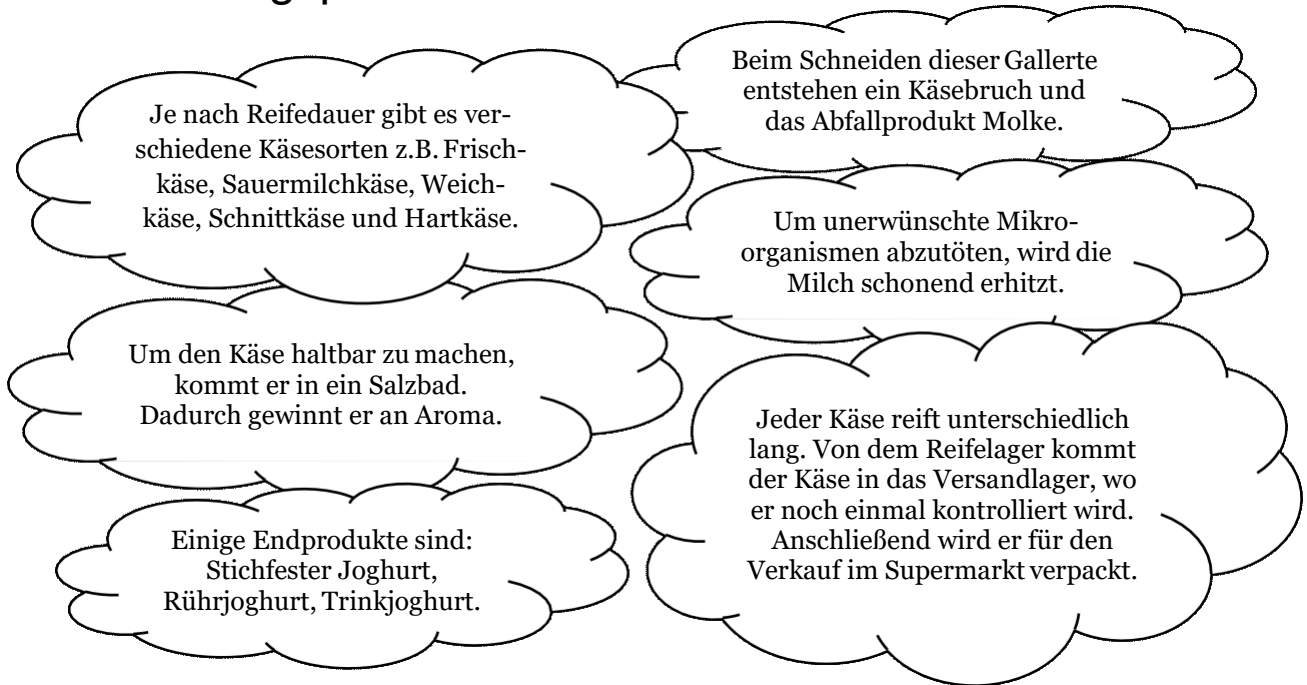 Je nach Reifedauer gibt es ver-
schiedene Käsesorten z.B. Frisch-
käse, Sauermilchkäse, Weich-
käse, Schnittkäse und Hartkäse.
Beim Schneiden dieser Gallerte
entstehen ein Käsebruch und
das Abfallprodukt Molke.
Um unerwünschte Mikro-
organismen abzutöten, wird die
Milch schonend erhitzt.
Um den Käse haltbar zu machen,
kommt er in ein Salzbad.
Dadurch gewinnt er an Aroma.
Jeder Käse reift unterschiedlich
lang. Von dem Reifelager kommt
der Käse in das Versandlager, wo
er noch einmal kontrolliert wird.
Anschließend wird er für den
Verkauf im Supermarkt verpackt.
Einige Endprodukte sind:
Stichfester Joghurt,
Rührjoghurt, Trinkjoghurt.